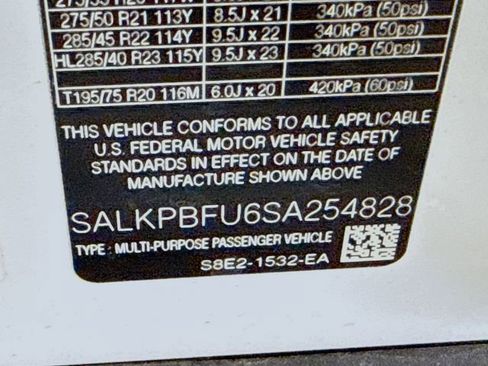 275/50 R21 113Y 8.5J x 21 340kPa (50psi)
285/45 R22 114Y 9.5J x 22 340kPa (50psi)
HL285/40 R23 115Y 9.5J x 23 340kPa (50psi)
T195/75 R20 116M 6.0J x 20 420kPa (60psi)
THIS VEHICLE CONFORMS TO ALL APPLICABLE
U.S. FEDERAL MOTOR VEHICLE SAFETY
STANDARDS IN EFFECT ON THE DATE OF
MANUFACTURE SHOWN ABOVE
SALKPBFU6SA254828
TYPE : MULTI-PURPOSE PASSENGER VEHICLE
S8E2-1532-EA